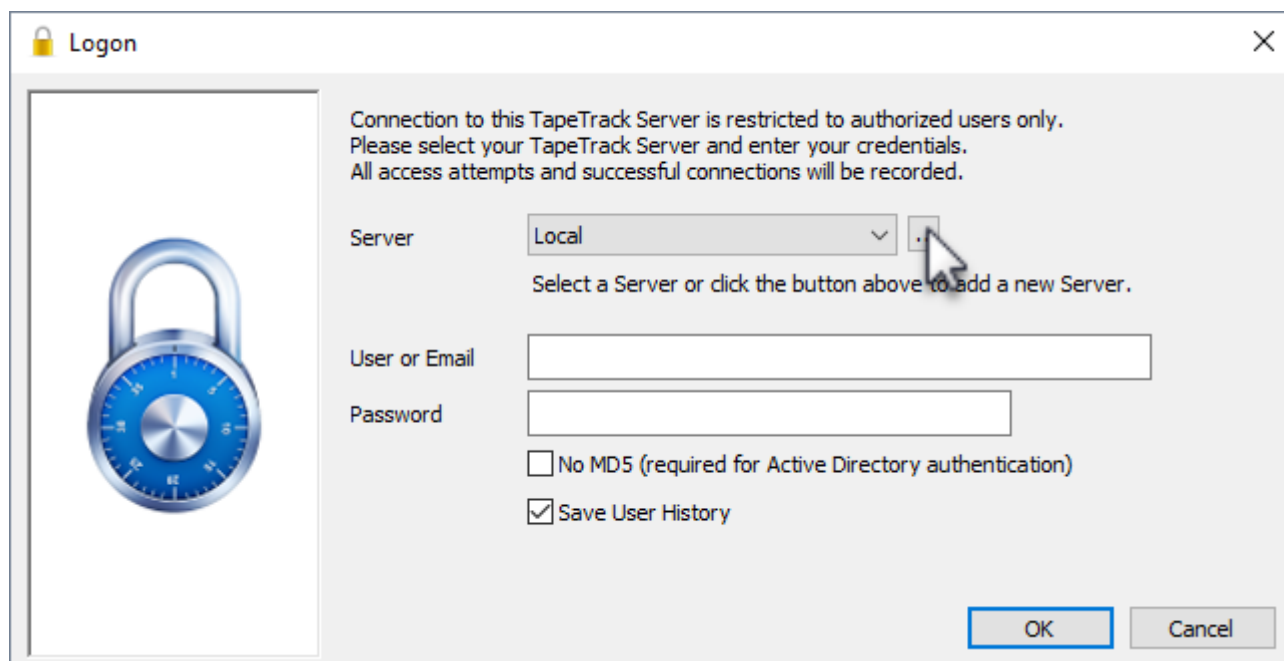 Logon
Connection to this TapeTrack Server is restricted to authorized users only.
Please select your TapeTrack Server and enter your credentials.
All access attempts and successful connections will be recorded.
Server
Local
Select a Server or click the button above to add a new Server.
User or Email
Password
No MD5 (required for Active Directory authentication)
Save User History
OK
Cancel